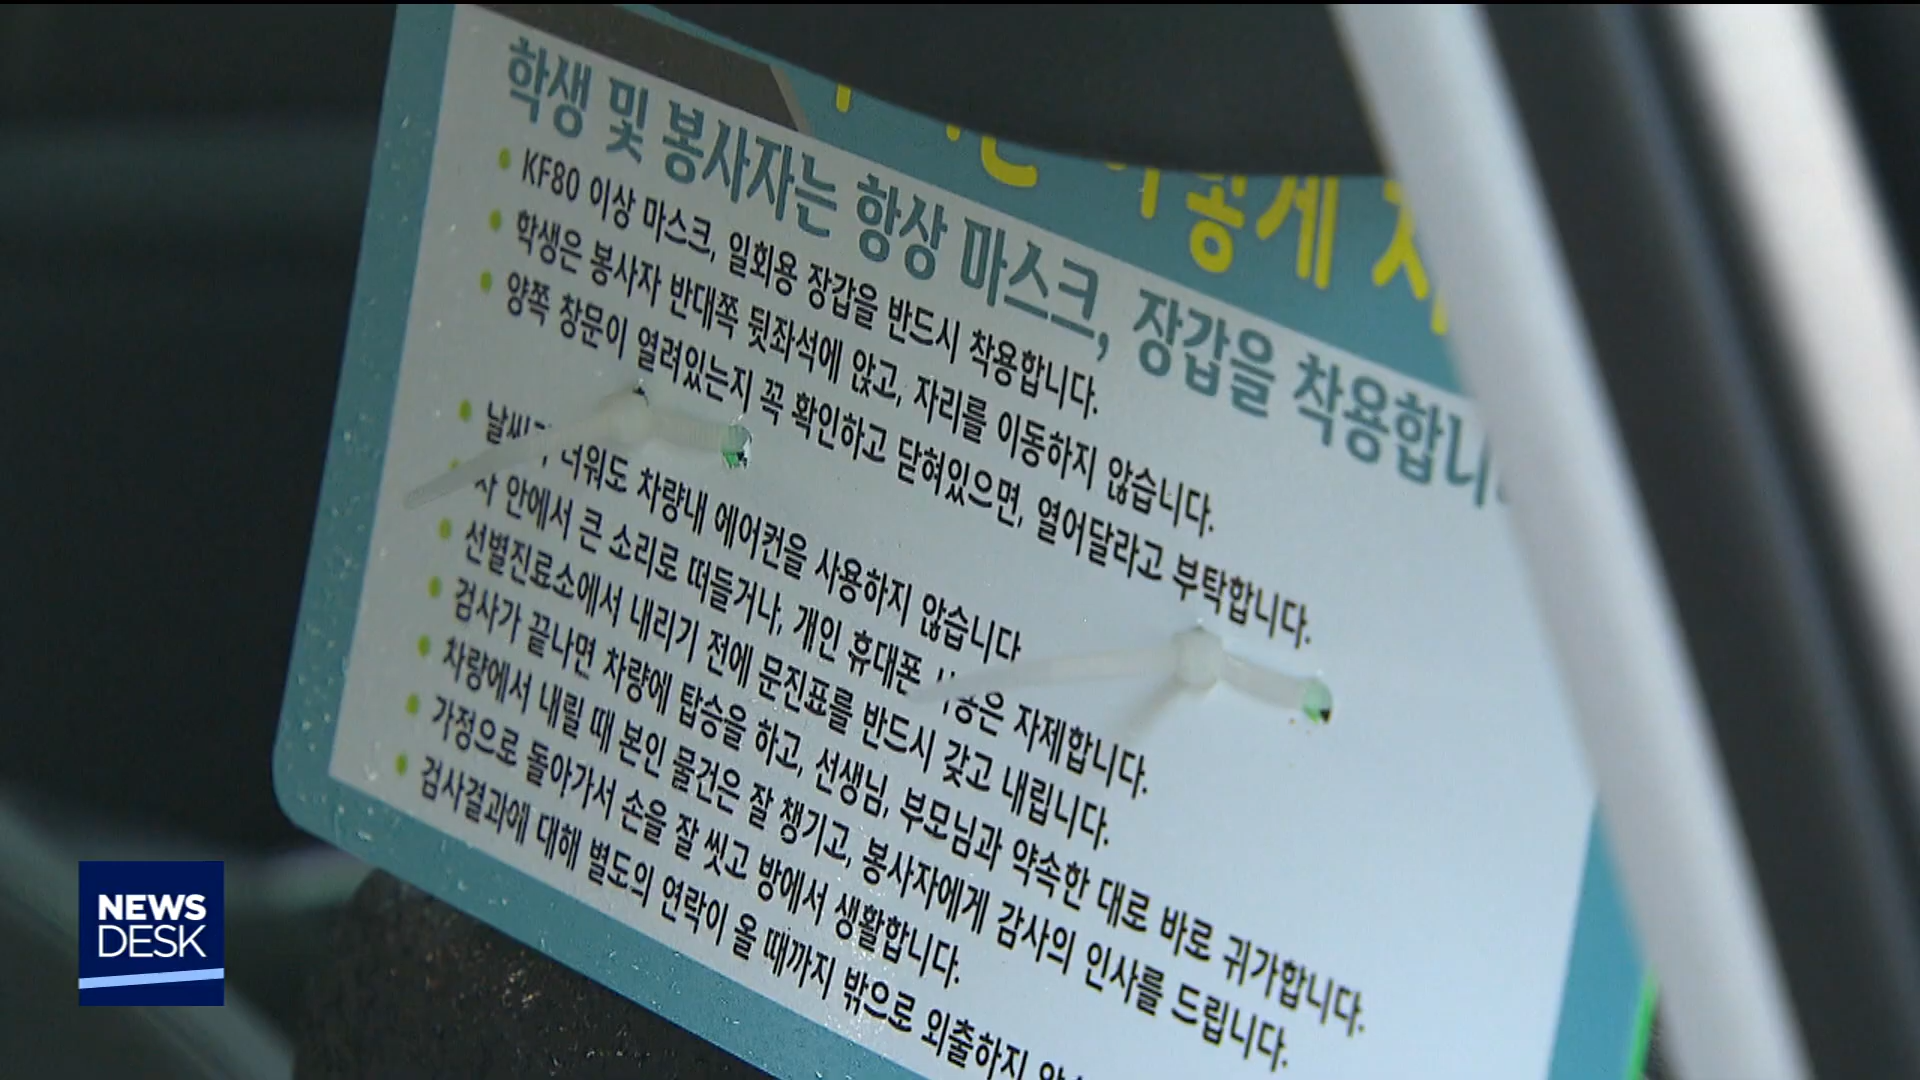 이렇게
학생 및 봉사자는 항상 마스크, 장갑을 착용합니
KF80 이상 마스크, 일회용 장갑을 반드시 착용합니다.
학생은 봉사자 반대쪽 뒷좌석에 앉고, 자리를 이동하지 않습니다.
양쪽 창문이 열려있는지 꼭 확인하고 닫혀있으면, 열어달라고 부탁합니다.
더워도 차량내 에어컨을 사용하지 않습니다
차 안에서 큰 소리로 떠들거나, 개인 휴대폰 사용은 자제합니다.
선별진료소에서 내리기 전에 문진표를 반드시 갖고 내립니다.
검사가 끝나면 차량에 탑승을 하고, 선생님, 부모님과 약속한 대로 바로 귀가합니다.
차량에서 내릴 때 본인 물건은 잘 챙기고, 봉사자에게 감사의 인사를 드립니다.
가정으로 돌아가서 손을 잘 씻고 방에서 생활합니다.
검사결과에 대해 별도의 연락이 올 때까지 밖으로 외출하지
NEWS
DESK